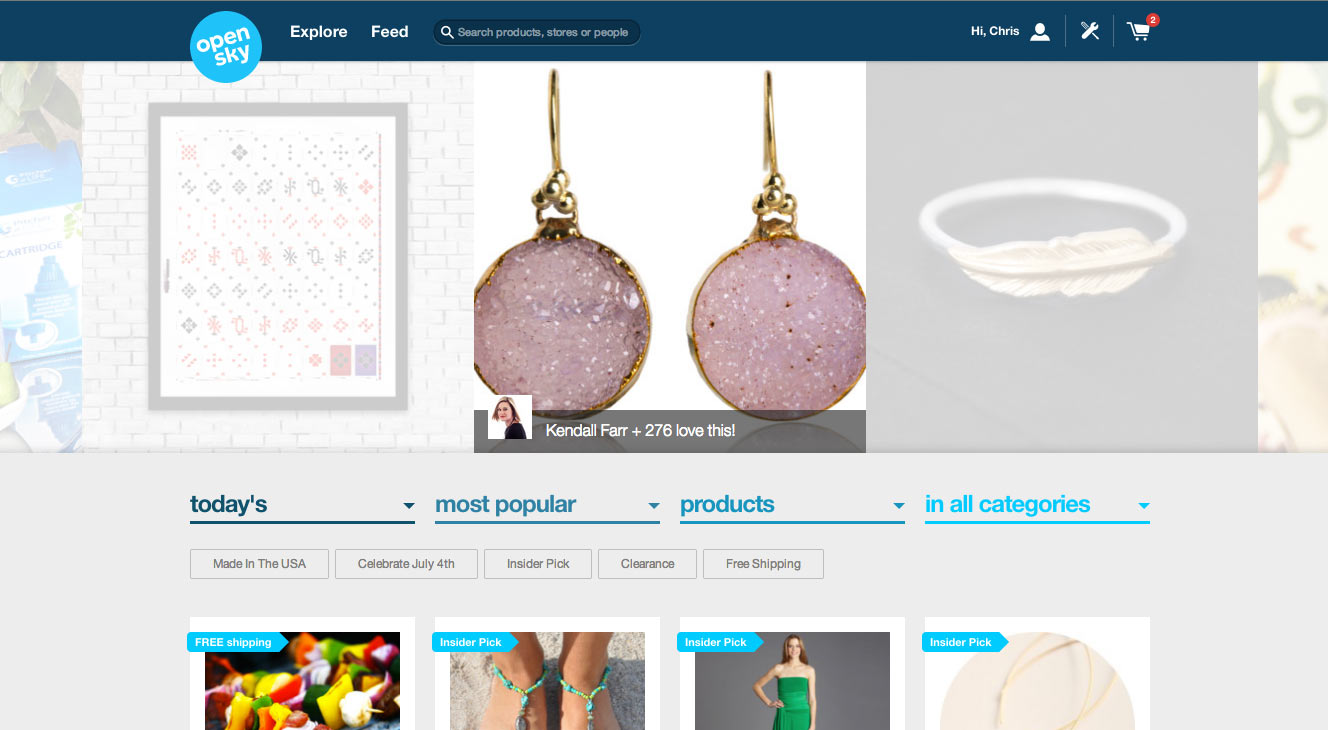 open
sky
Explore
Feed
Search products, stores or people
Hi, Chris
2
CARTRIDGE
Kendall Farr + 276 love this!
today's
most popular
products
in all categories
Made In The USA
Celebrate July 4th
Insider Pick
Clearance
Free Shipping
FREE shipping
Insider Pick
Insider Pick
Insider Pick